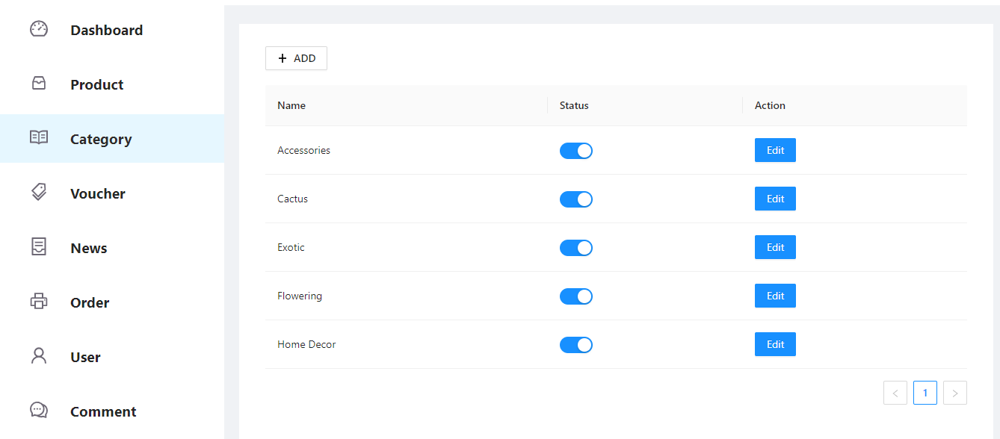 Dashboard
Product
Category
Voucher
News
Order
User
Comment
+ ADD
Name Status Action
Accessories Edit
Cactus Edit
Exotic Edit
Flowering Edit
Home Decor Edit
< 1 >